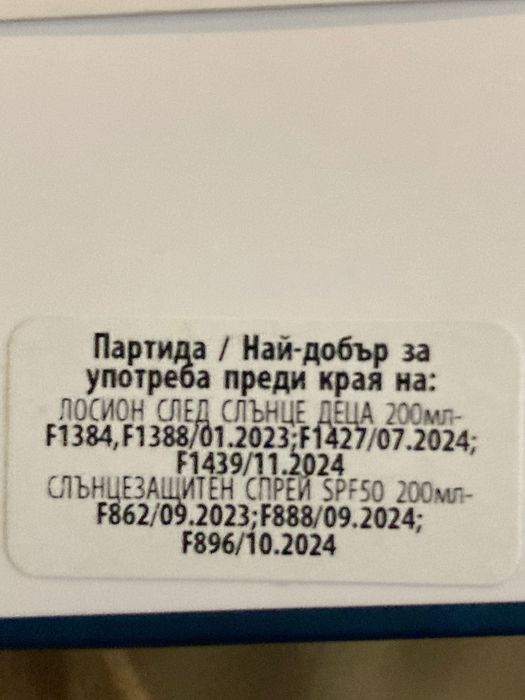 Партида / Най-добър за
употреба преди края на:
ЛОСИОН СЛЕД СЛЪНЦЕ ДЕЦА 200мл-
F1384,F1388/01.2023;F1427/07.2024;
F1439/11.2024
СЛЪНЦЕЗАЩИТЕН СПРЕЙ SPF50 200мл-
F862/09.2023;F888/09.2024;
F896/10.2024